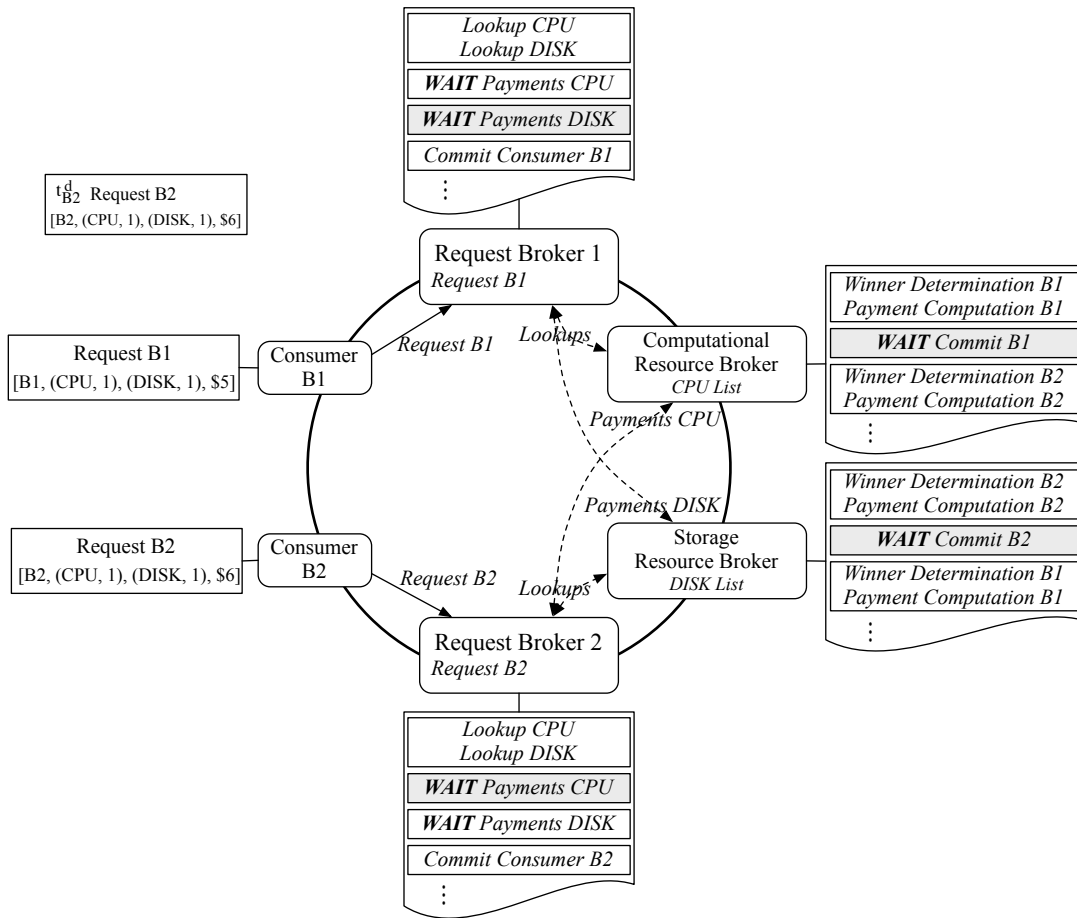 Lookup CPU
Lookup DISK
WAIT Payments CPU
WAIT Payments DISK
Commit Consumer B1
⋮
t^d_B2 Request B2
[B2, (CPU, 1), (DISK, 1), $6]
Request Broker 1
Request B1
Request B1
[B1, (CPU, 1), (DISK, 1), $5]
Consumer
B1
Request B1
Lookups
Computational
Resource Broker
CPU List
Winner Determination B1
Payment Computation B1
WAIT Commit B1
Winner Determination B2
Payment Computation B2
⋮
Payments CPU
Payments DISK
Request B2
[B2, (CPU, 1), (DISK, 1), $6]
Consumer
B2
Request B2
Lookups
Storage
Resource Broker
DISK List
Winner Determination B2
Payment Computation B2
WAIT Commit B2
Winner Determination B1
Payment Computation B1
⋮
Request Broker 2
Request B2
Lookup CPU
Lookup DISK
WAIT Payments CPU
WAIT Payments DISK
Commit Consumer B2
⋮